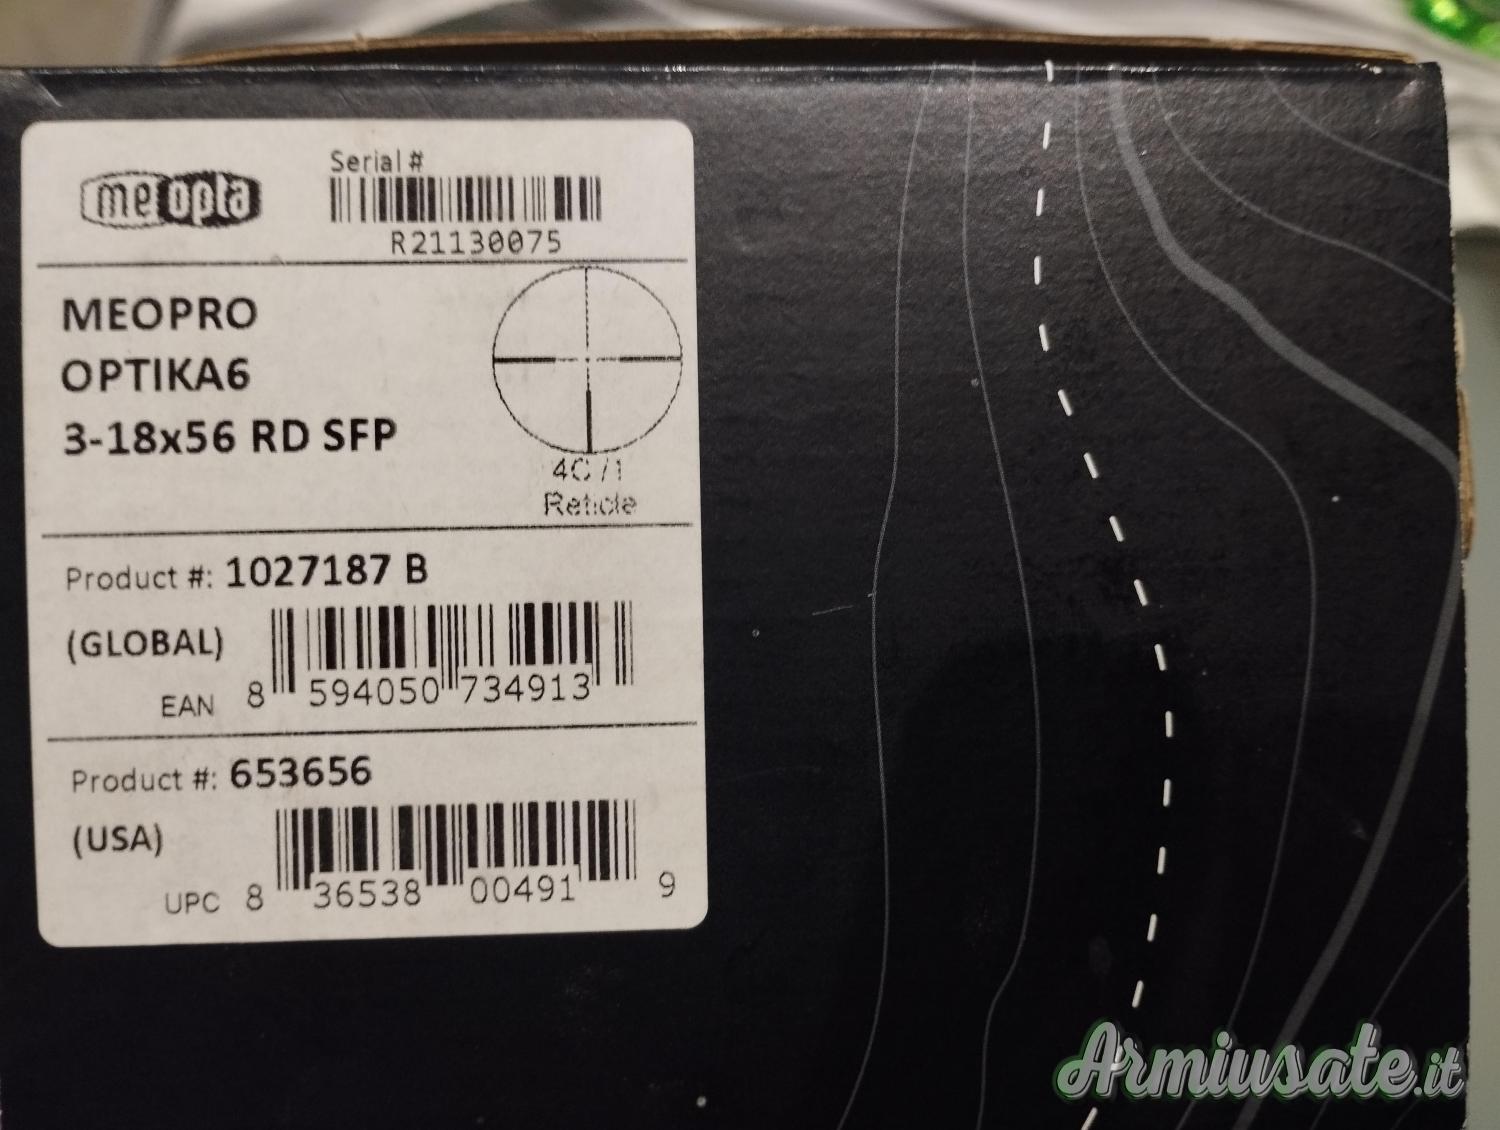 meopta
Serial #
R21130075
MEOPRO
OPTIKA6
3-18x56 RD SFP
4C /1
Reticle
Product #: 1027187 B
(GLOBAL)
EAN 8 594050 734913
Product #: 653656
(USA)
UPC 8 36538 00491 9
Armiusate.it